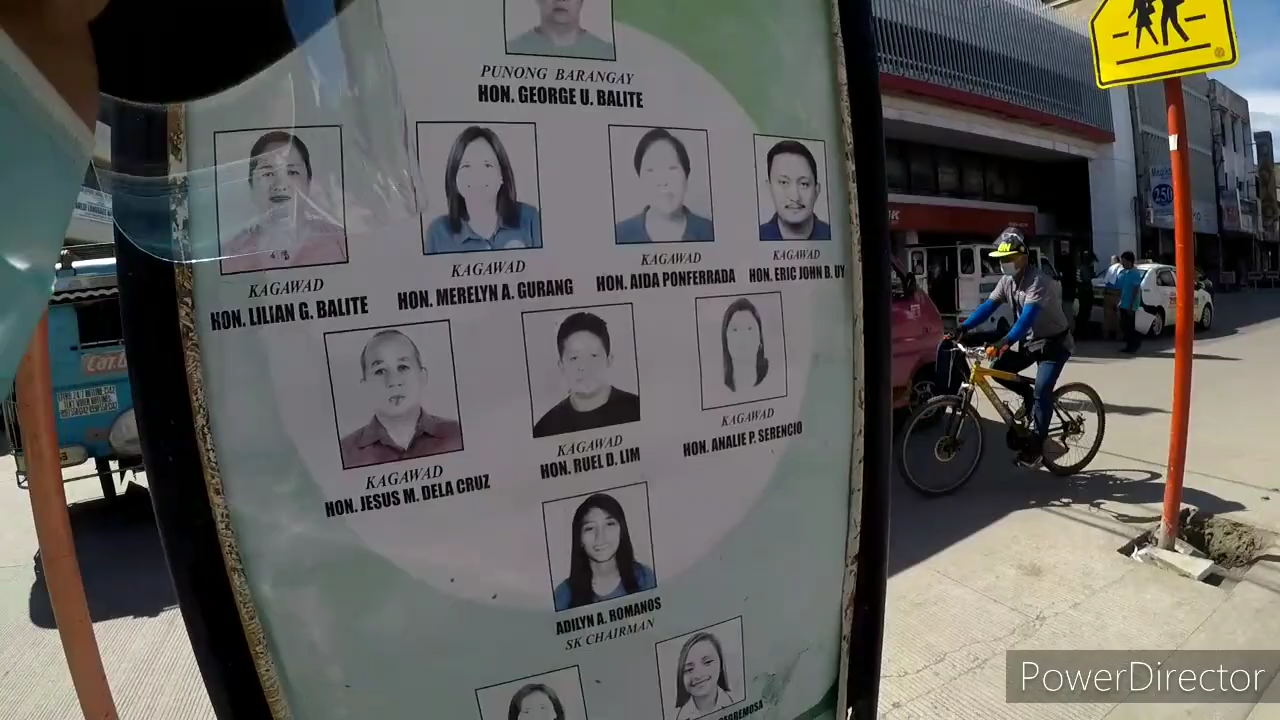 PUNONG BARANGAY
HON. GEORGE U. BALITE
KAGAWAD
HON. LILIAN G. BALITE
KAGAWAD
HON. MERELYN A. GURANG
KAGAWAD
HON. AIDA PONFERRADA
KAGAWAD
HON. ERIC JOHN B. UY
KAGAWAD
HON. JESUS M. DELA CRUZ
KAGAWAD
HON. RUEL D. LIM
KAGAWAD
HON. ANALIE P. SERENCIO
ADILYN A. ROMANOS
SK CHAIRMAN
250
PowerDirector